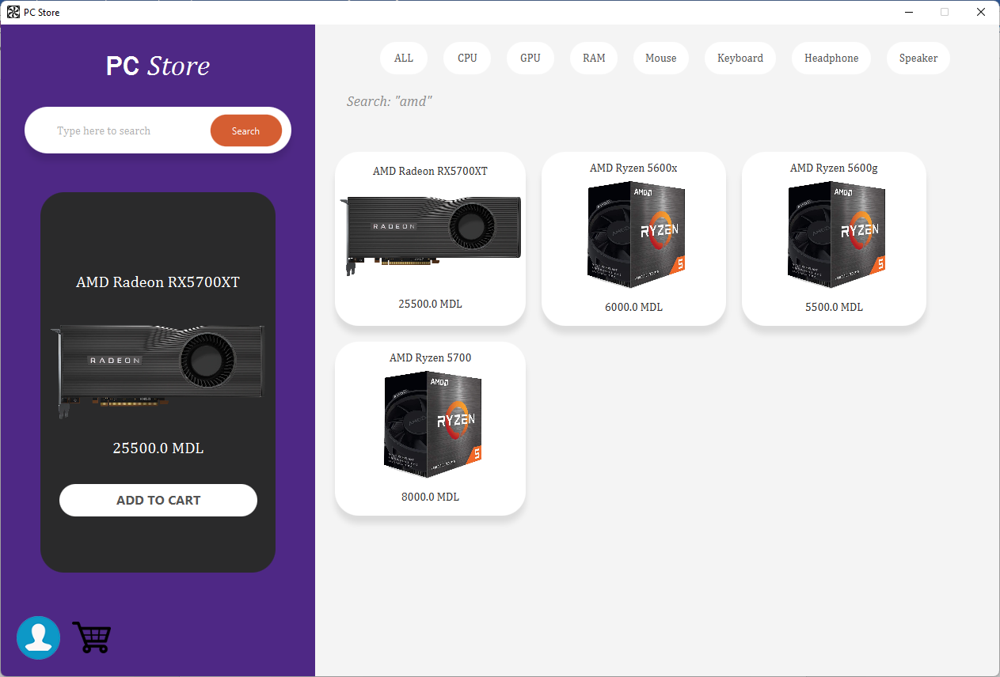 PC Store
PC Store
Type here to search
Search
AMD Radeon RX5700XT
RADEON
25500.0 MDL
ADD TO CART
ALL
CPU
GPU
RAM
Mouse
Keyboard
Headphone
Speaker
Search: "amd"
AMD Radeon RX5700XT
RADEON
25500.0 MDL
AMD Ryzen 5600x
AMD
RYZEN
5
6000.0 MDL
AMD Ryzen 5600g
AMD
RYZEN
5
5500.0 MDL
AMD Ryzen 5700
AMD
RYZEN
5
8000.0 MDL